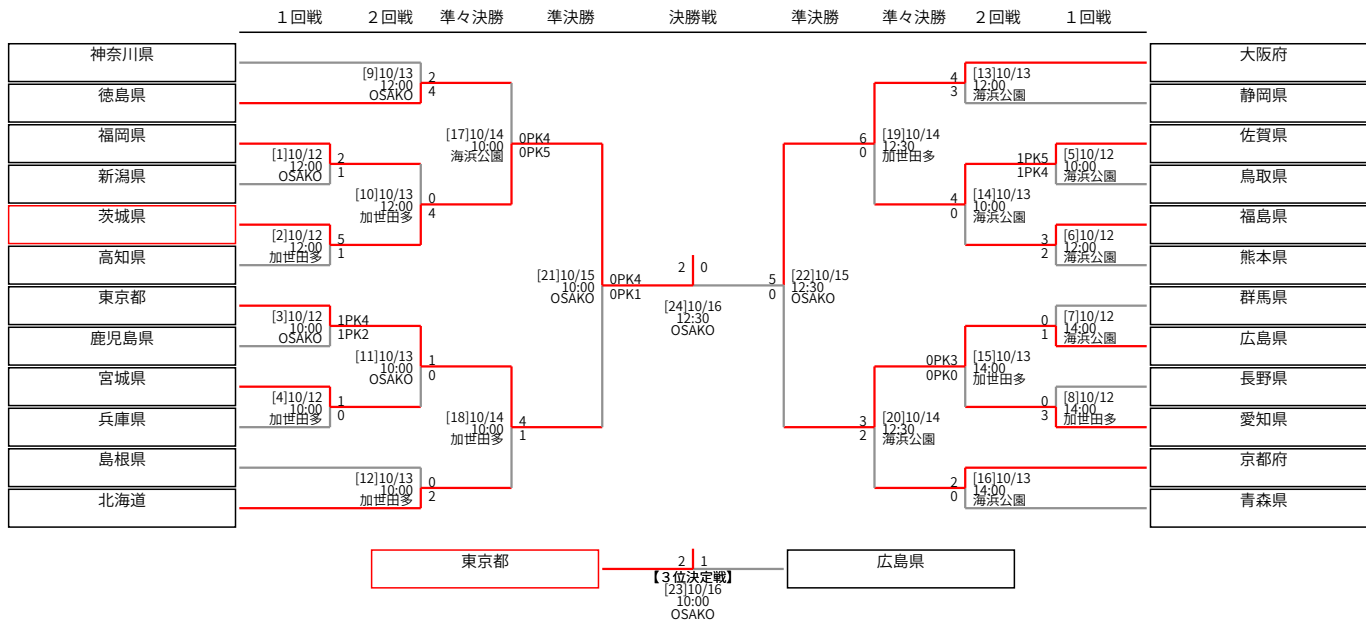 １回戦 ２回戦 準々決勝 準決勝 決勝戦 準決勝 準々決勝 ２回戦 １回戦
神奈川県
徳島県
福岡県
新潟県
茨城県
高知県
東京都
鹿児島県
宮城県
兵庫県
島根県
北海道
[1]10/12
12:00
OSAKO
2
1
[2]10/12
12:00
加世田多
5
1
[3]10/12
10:00
OSAKO
1PK4
1PK2
[4]10/12
10:00
加世田多
1
0
[9]10/13
12:00
OSAKO
2
4
[10]10/13
12:00
加世田多
0
4
[11]10/13
10:00
OSAKO
1
0
[12]10/13
10:00
加世田多
0
2
[17]10/14
10:00
海浜公園
0PK4
0PK5
[18]10/14
10:00
加世田多
4
1
[21]10/15
10:00
OSAKO
0PK4
0PK1
2 0
[24]10/16
12:30
OSAKO
5
0
[22]10/15
12:30
OSAKO
6
0
[19]10/14
12:30
加世田多
3
2
[20]10/14
12:30
海浜公園
4
3
[13]10/13
12:00
海浜公園
4
0
[14]10/13
10:00
海浜公園
0PK3
0PK0
[15]10/13
14:00
加世田多
2
0
[16]10/13
14:00
海浜公園
1PK5
1PK4
[5]10/12
10:00
海浜公園
3
2
[6]10/12
12:00
海浜公園
0
1
[7]10/12
14:00
海浜公園
0
3
[8]10/12
14:00
加世田多
大阪府
静岡県
佐賀県
鳥取県
福島県
熊本県
群馬県
広島県
長野県
愛知県
京都府
青森県
東京都 2 1 広島県
【３位決定戦】
[23]10/16
10:00
OSAKO